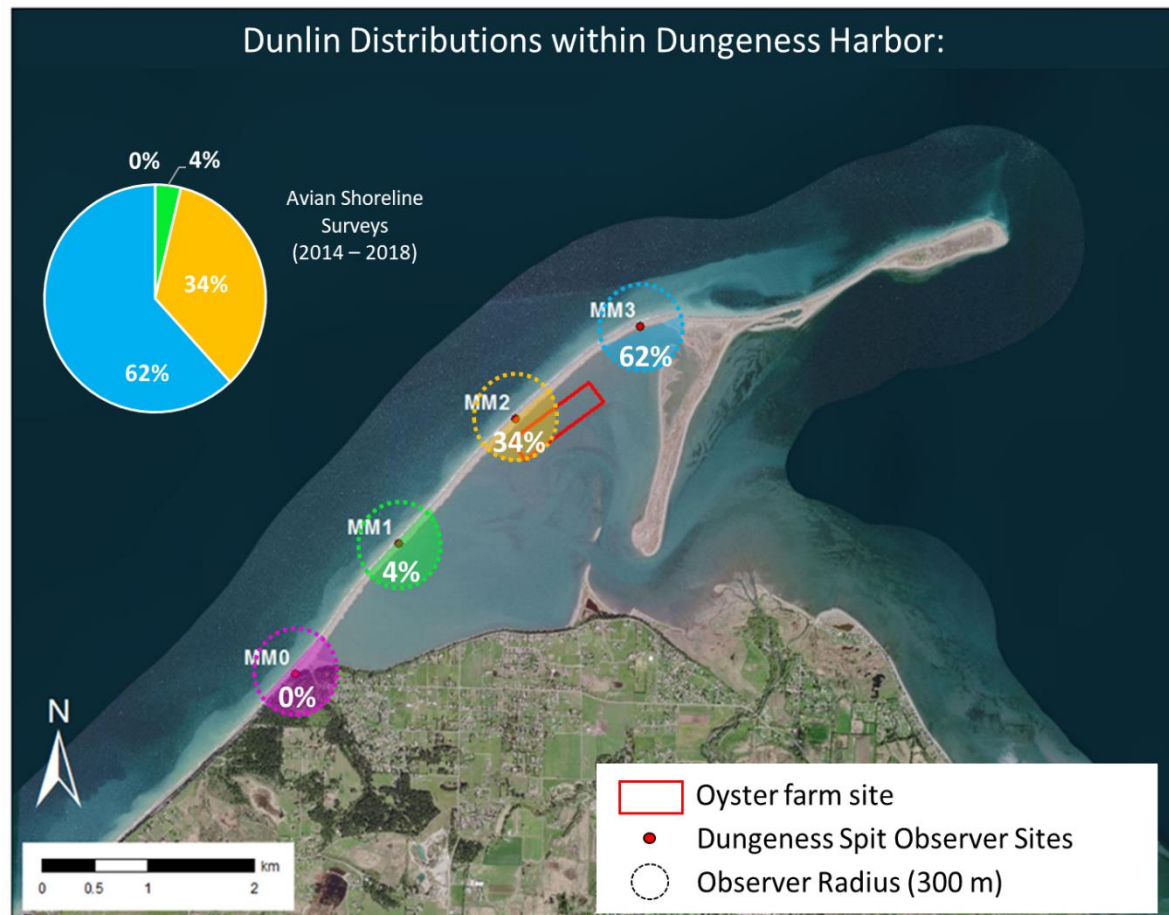 Dunlin Distributions within Dungeness Harbor:
0%
4%
34%
62%
Avian Shoreline
Surveys
(2014 – 2018)
MM3
62%
MM2
34%
MM1
4%
MM0
0%
N
km
0 0.5 1 2
Oyster farm site
Dungeness Spit Observer Sites
Observer Radius (300 m)